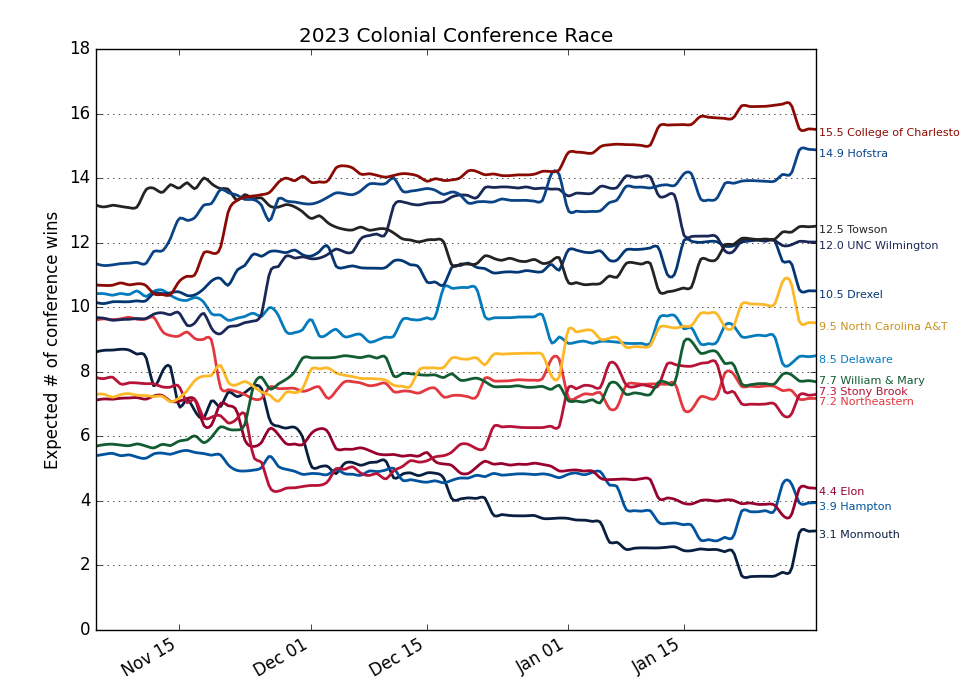 2023 Colonial Conference Race
Expected # of conference wins
18
16
14
12
10
8
6
4
2
0
Nov 15
Dec 01
Dec 15
Jan 01
Jan 15
15.5 College of Charlesto
14.9 Hofstra
12.5 Towson
12.0 UNC Wilmington
10.5 Drexel
9.5 North Carolina A&T
8.5 Delaware
7.7 William & Mary
7.3 Stony Brook
7.2 Northeastern
4.4 Elon
3.9 Hampton
3.1 Monmouth